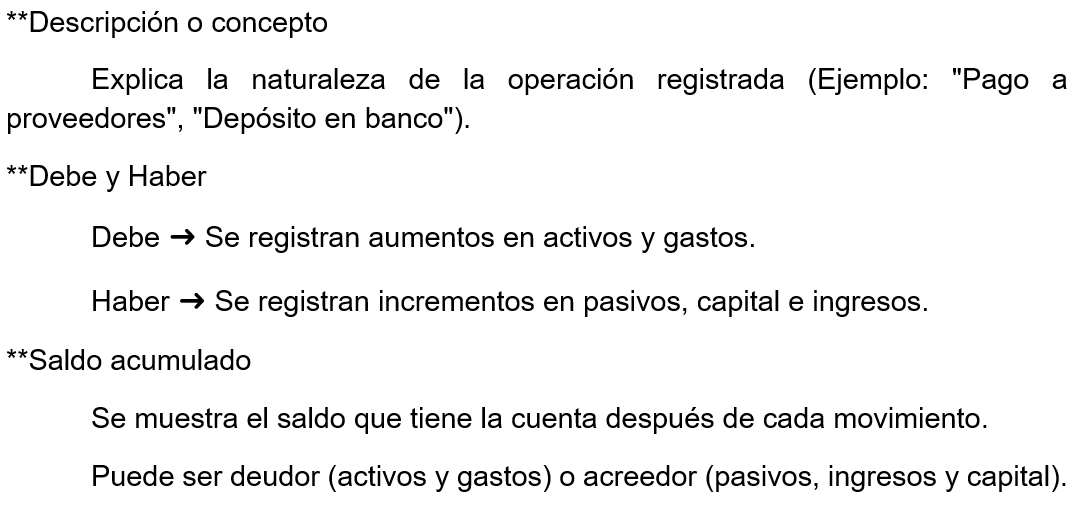 **Descripción o concepto
Explica la naturaleza de la operación registrada (Ejemplo: "Pago a
proveedores", "Depósito en banco").
**Debe y Haber
Debe → Se registran aumentos en activos y gastos.
Haber → Se registran incrementos en pasivos, capital e ingresos.
**Saldo acumulado
Se muestra el saldo que tiene la cuenta después de cada movimiento.
Puede ser deudor (activos y gastos) o acreedor (pasivos, ingresos y capital).